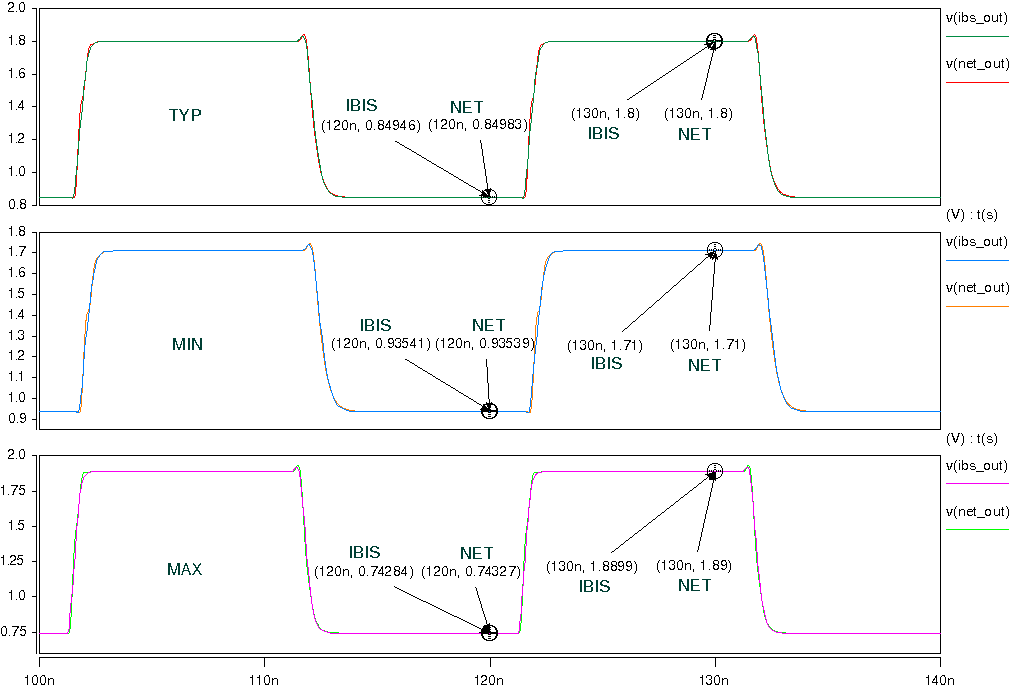 2.0
v(ibs_out)
1.8
v(net_out)
1.6
1.4
IBIS NET
(120n, 0.84946) (120n, 0.84983)
(130n, 1.8) (130n, 1.8)
TYP
IBIS NET
1.2
1.0
0.8
(V) : t(s)
1.8
v(ibs_out)
1.7
1.6
v(net_out)
1.5
1.4
1.3
IBIS NET
(120n, 0.93541) (120n, 0.93539)
(130n, 1.71) (130n, 1.71)
MIN
IBIS NET
1.2
1.1
1.0
0.9
(V) : t(s)
2.0
v(ibs_out)
1.75
v(net_out)
1.5
1.25
IBIS NET
(120n, 0.74284) (120n, 0.74327)
(130n, 1.8899) (130n, 1.89)
MAX
IBIS NET
1.0
0.75
100n 110n 120n 130n 140n